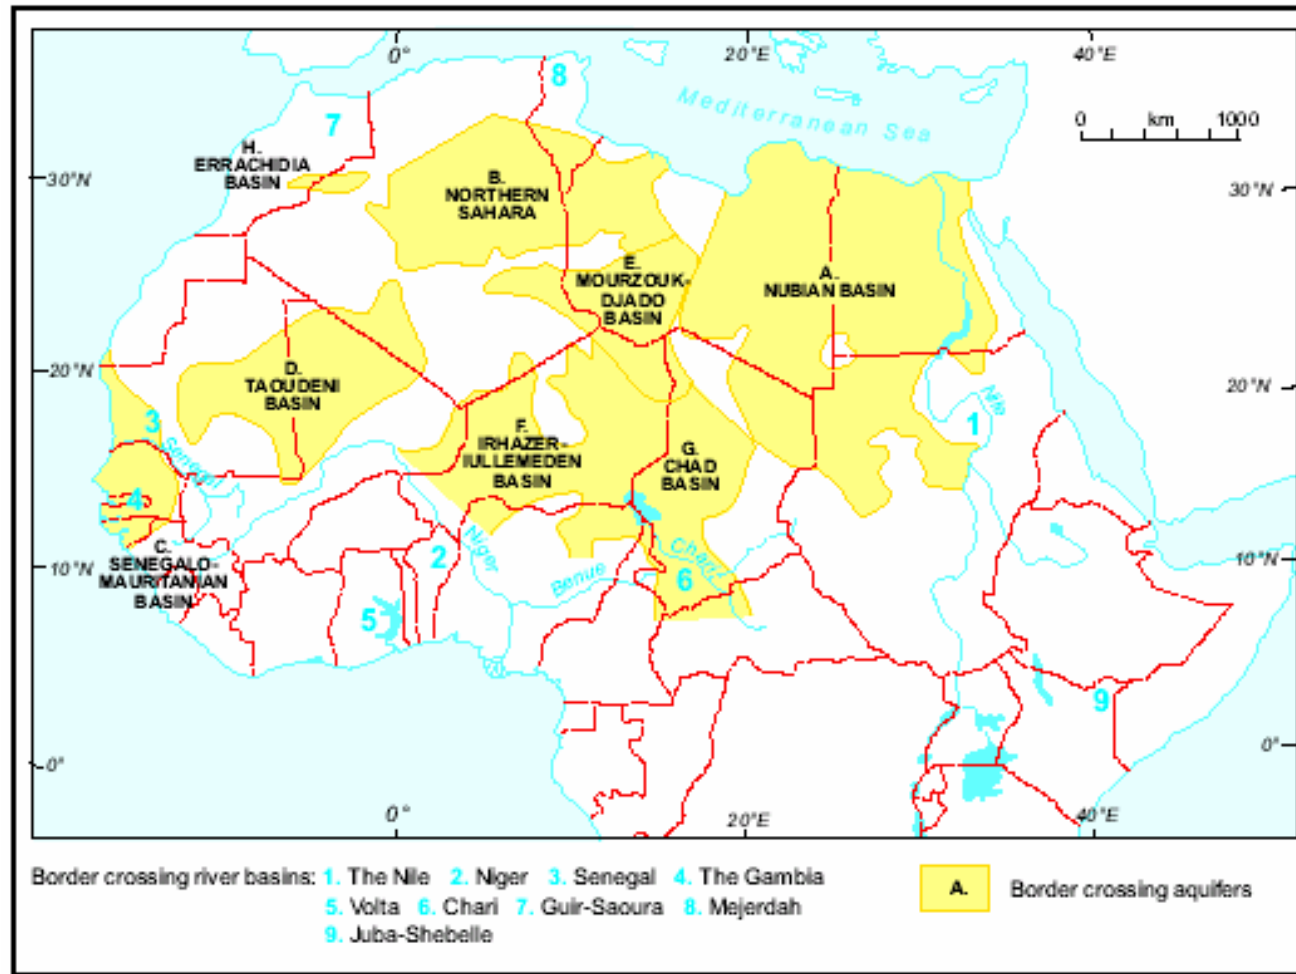 0°
20°E
40°E
8
Mediterranean Sea
0 km 1000
7
H.
ERRACHIDIA
BASIN
30°N
30°N
B.
NORTHERN
SAHARA
E.
MOURZOUK-
DJADO
BASIN
A.
NUBIAN BASIN
20°N
20°N
D.
TAOUDENI
BASIN
3
Senegal
F.
IRHAZER-
IULLEMEDEN
BASIN
G.
CHAD
BASIN
Nile
1
4
C.
SENEGALO-
MAURITANIAN
BASIN
10°N
10°N
2
Niger
Benue
Chari
6
5
9
0°
0°
0°
20°E
40°E
Border crossing river basins: 1. The Nile 2. Niger 3. Senegal 4. The Gambia
5. Volta 6. Chari 7. Guir-Saoura 8. Mejerdah
9. Juba-Shebelle
A. Border crossing aquifers